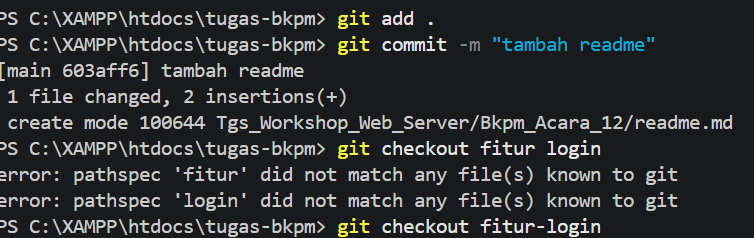 PS C:\XAMPP\htdocs\tugas-bkpm> git add .
PS C:\XAMPP\htdocs\tugas-bkpm> git commit -m "tambah readme"
[main 603aff6] tambah readme
1 file changed, 2 insertions(+)
create mode 100644 Tgs_Workshop_Web_Server/Bkpm_Acara_12/readme.md
PS C:\XAMPP\htdocs\tugas-bkpm> git checkout fitur login
error: pathspec 'fitur' did not match any file(s) known to git
error: pathspec 'login' did not match any file(s) known to git
PS C:\XAMPP\htdocs\tugas-bkpm> git checkout fitur-login